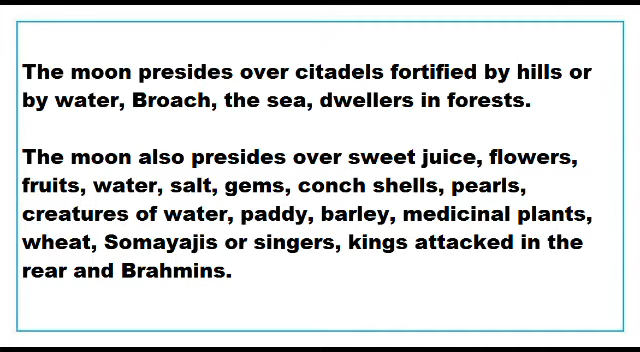 The moon presides over citadels fortified by hills or
by water, Broach, the sea, dwellers in forests.
The moon also presides over sweet juice, flowers,
fruits, water, salt, gems, conch shells, pearls,
creatures of water, paddy, barley, medicinal plants,
wheat, Somayajis or singers, kings attacked in the
rear and Brahmins.